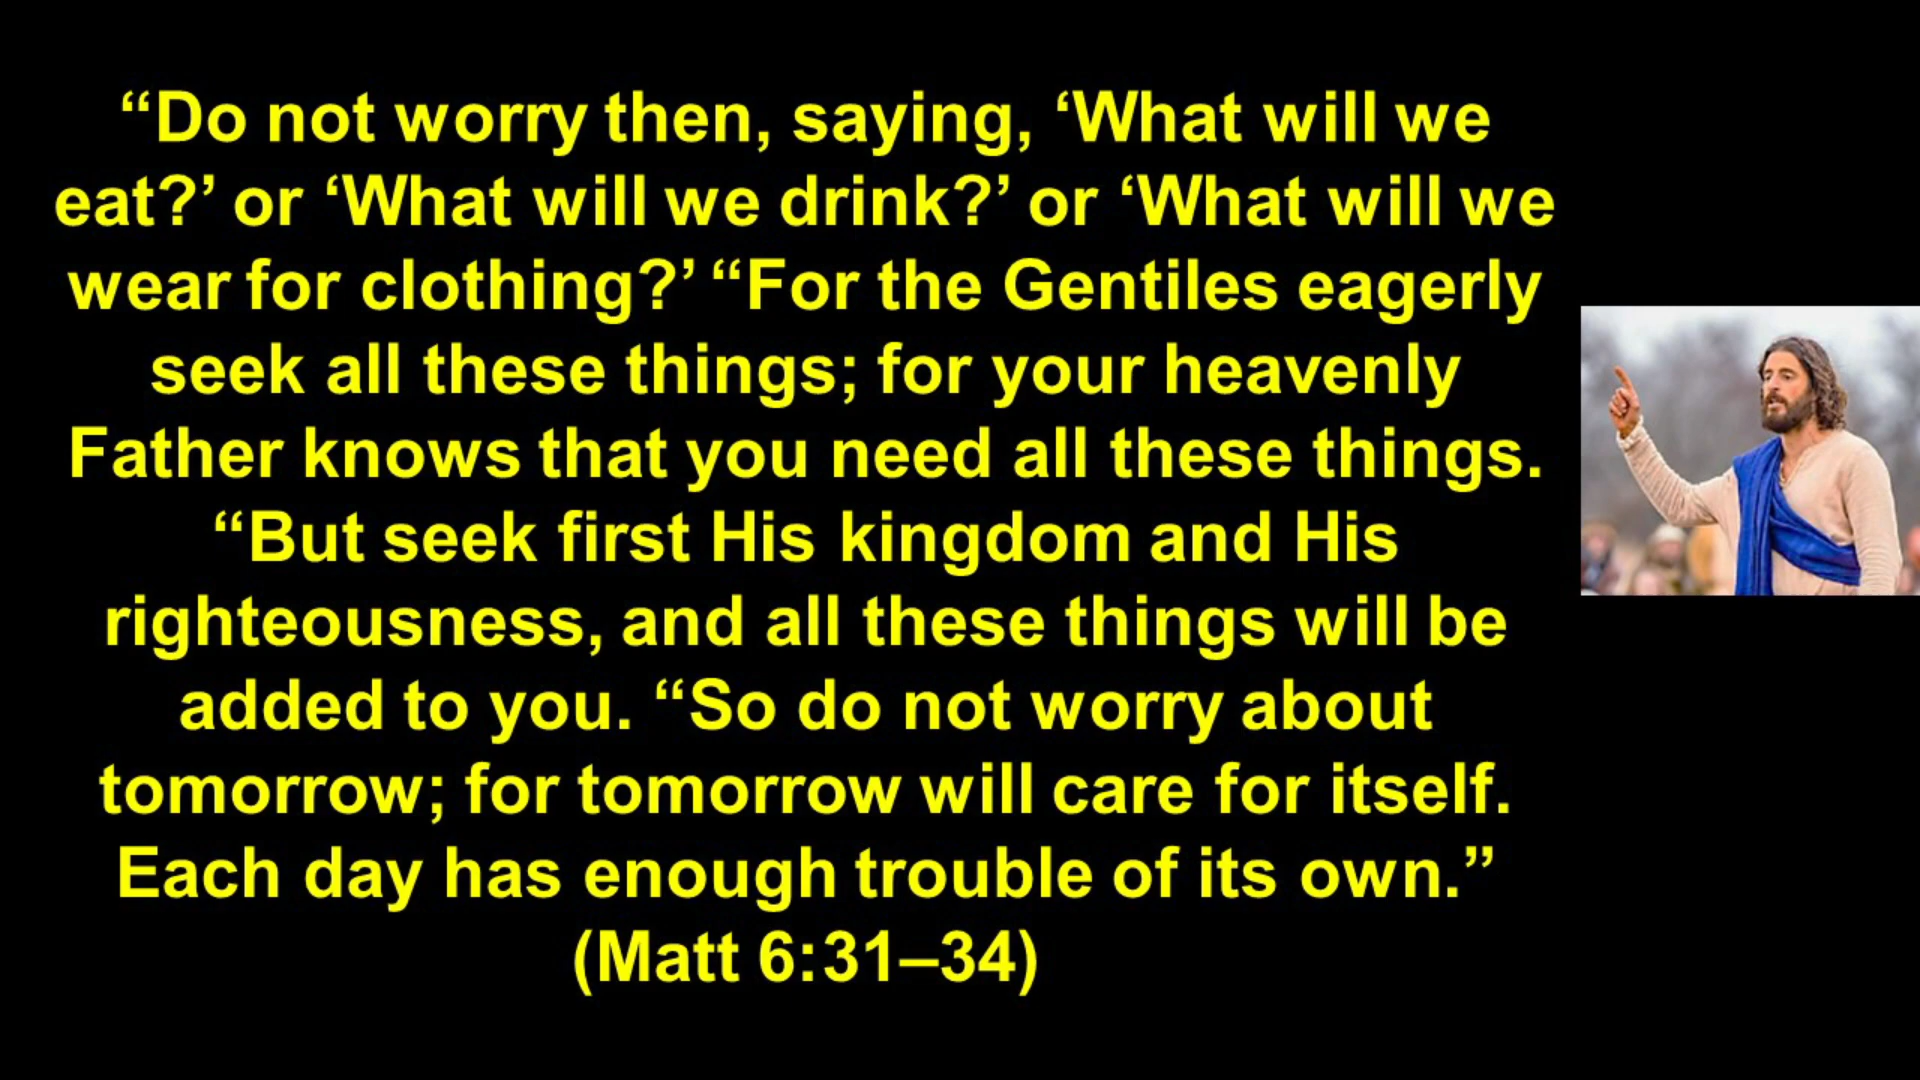 “Do not worry then, saying, ‘What will we
eat?’ or ‘What will we drink?’ or ‘What will we
wear for clothing?’ “For the Gentiles eagerly
seek all these things; for your heavenly
Father knows that you need all these things.
“But seek first His kingdom and His
righteousness, and all these things will be
added to you. “So do not worry about
tomorrow; for tomorrow will care for itself.
Each day has enough trouble of its own.”
(Matt 6:31–34)